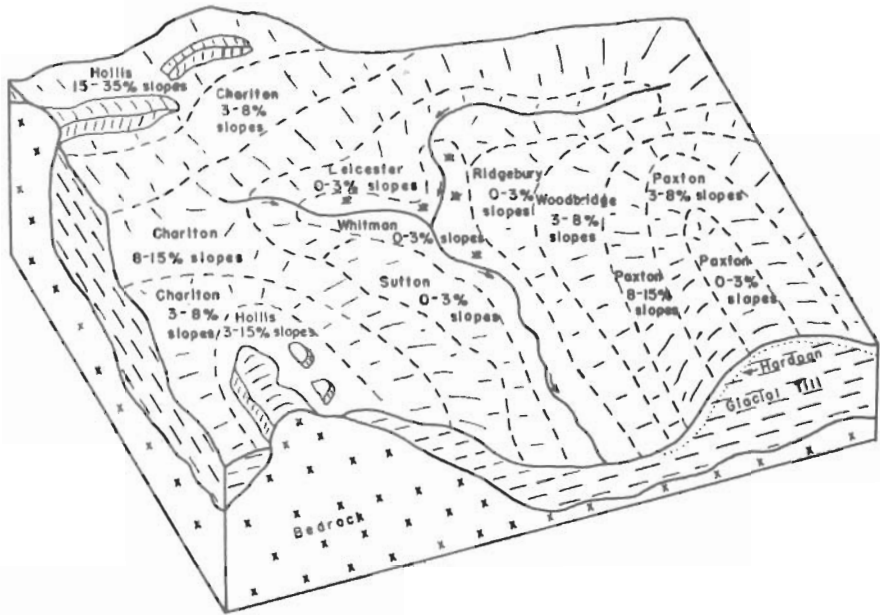 Hollis
15-35% slopes
Charlton
3-8%
slopes
Leicester
0-3% slopes
Ridgebury
0-3%
slopes
Woodbridge
3-8%
slopes
Paxton
3-8% slopes
Whitman
0-3% slopes
Charlton
8-15% slopes
Sutton
0-3%
slopes
Paxton
8-15%
slopes
Paxton
0-3%
slopes
Charlton
3-8%
slopes
Hollis
3-15% slopes
Hardpan
Glacial Till
Bedrock